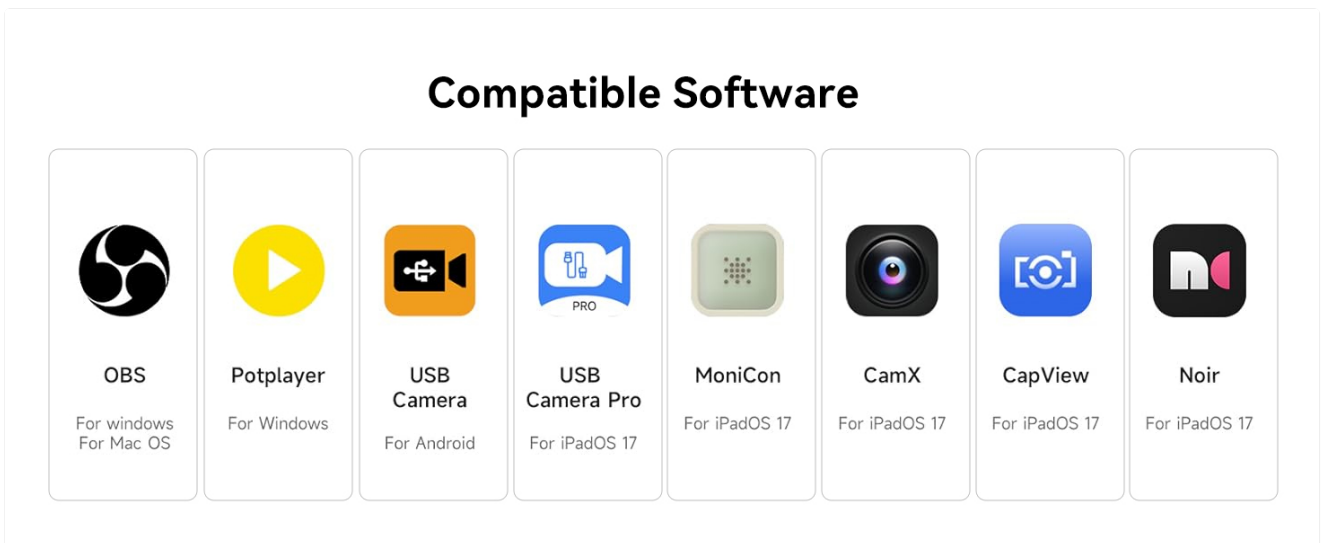 Compatible Software
OBS
For windows
For Mac OS
Potplayer
For Windows
USB
Camera
For Android
PRO
USB
Camera Pro
For iPadOS 17
MoniCon
For iPadOS 17
CamX
For iPadOS 17
CapView
For iPadOS 17
nc
Noir
For iPadOS 17